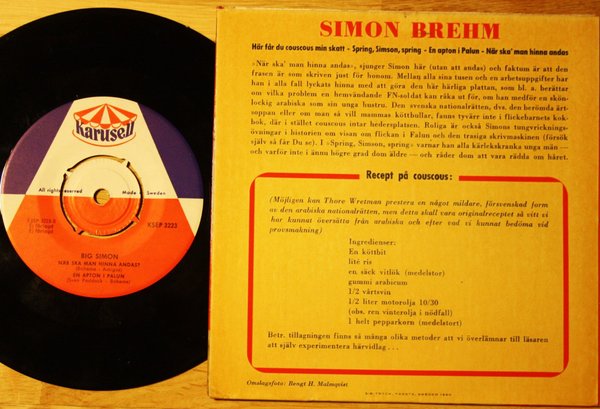 Karusell
All rights reserved
Made in Sweden
KSEP 3223
BIG SIMON
NÄR SKA MAN HINNA ANDAS?
EN APTON I PALUN
SIMON BREHM
Här får du couscous min skatt - Spring, Simson, spring - En apton i Palun - När ska' man hinna andas
»När ska' man hinna andas», sjunger Simon här (utan att andas) och faktum är att den
frasen är som skriven just för honom. Mellan alla sina tusen och en arbetsuppgifter har
han i alla fall lyckats hinna med att göra den här härliga plattan, som bl. a. berättar
om vilka problem en hemvändande FN-soldat kan råka ut för, om han medför en skön-
lockig arabiska som sin unga hustru. Den svenska nationalrätten, dvs. den berömda ärt-
soppan eller om man så vill mammas köttbullar, fanns tyvärr inte i flickebarnets kok-
bok, där i stället couscous intar hedersplatsen. Roliga är också Simons tungvricknings-
övningar i historien om visan om flickan i Falun och den trasiga skrivmaskinen (försök
själv så får Du se). I »Spring, Simson, spring» varnar han alla kärlekskranka unga män —
och varför inte i ännu högre grad dom äldre — och råder dom att vara rädda om håret.
Recept på couscous:
(Möjligen kan Thore Wretman prestera en något mildare, försvenskad form
av den arabiska nationalrätten, men detta skall vara originalreceptet så vitt vi
har kunnat översätta från arabiska och efter vad vi kunnat bedöma vid
provsmakning)
Ingredienser:
En köttbit
lité ris
en säck vitlök (medelstor)
gummi arabicum
1/2 vårtsvin
1/2 liter motorolja 10/30
(obs. ren vinterolja i nödfall)
1 helt pepparkorn (medelstort)
Betr. tillagningen finns så många olika metoder att vi överlämnar till läsaren
att själv experimentera härvidlag ...
Omslagsfoto: Bengt H. Malmqvist